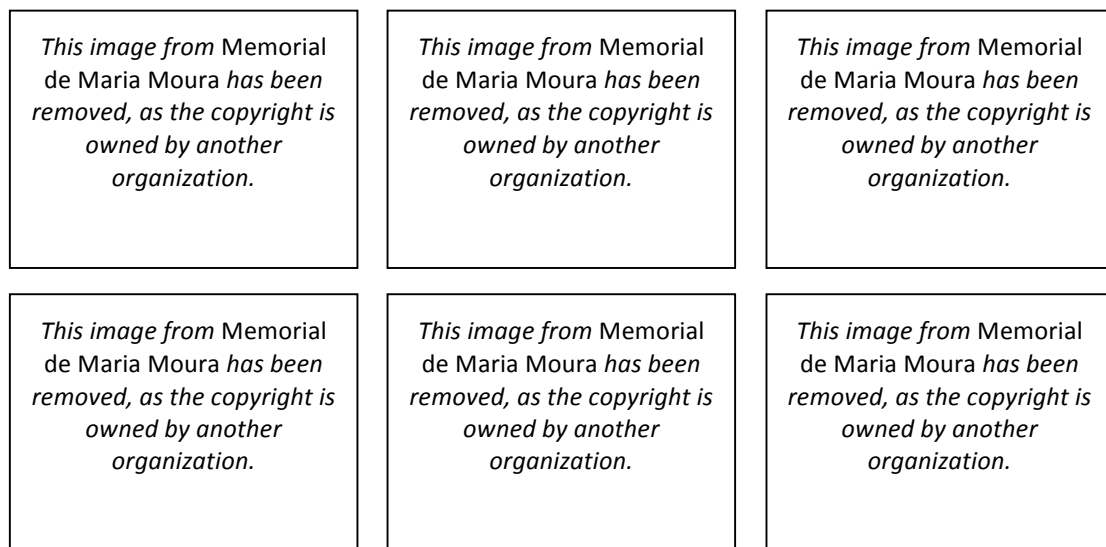 This image from Memorial
de Maria Moura has been
removed, as the copyright is
owned by another
organization.
This image from Memorial
de Maria Moura has been
removed, as the copyright is
owned by another
organization.
This image from Memorial
de Maria Moura has been
removed, as the copyright is
owned by another
organization.
This image from Memorial
de Maria Moura has been
removed, as the copyright is
owned by another
organization.
This image from Memorial
de Maria Moura has been
removed, as the copyright is
owned by another
organization.
This image from Memorial
de Maria Moura has been
removed, as the copyright is
owned by another
organization.